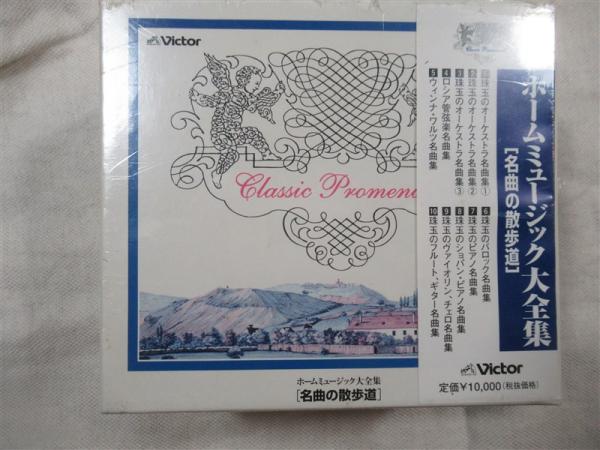 Victor
Classic Promena
ホームミュージック大全集
[名曲の散歩道]
ホームミュージック大全集
[名曲の散歩道]
1 珠玉のオーケストラ名曲集①
2 珠玉のオーケストラ名曲集②
3 珠玉のオーケストラ名曲集③
4 ロシア管弦楽名曲集
5 ウィンナ・ワルツ名曲集
6 珠玉のバロック名曲集
7 珠玉のピアノ名曲集
8 珠玉のショパン・ピアノ名曲集
9 珠玉のヴァイオリン、チェロ名曲集
10 珠玉のフルート、ギター名曲集
Victor
定価¥10,000(税抜価格)